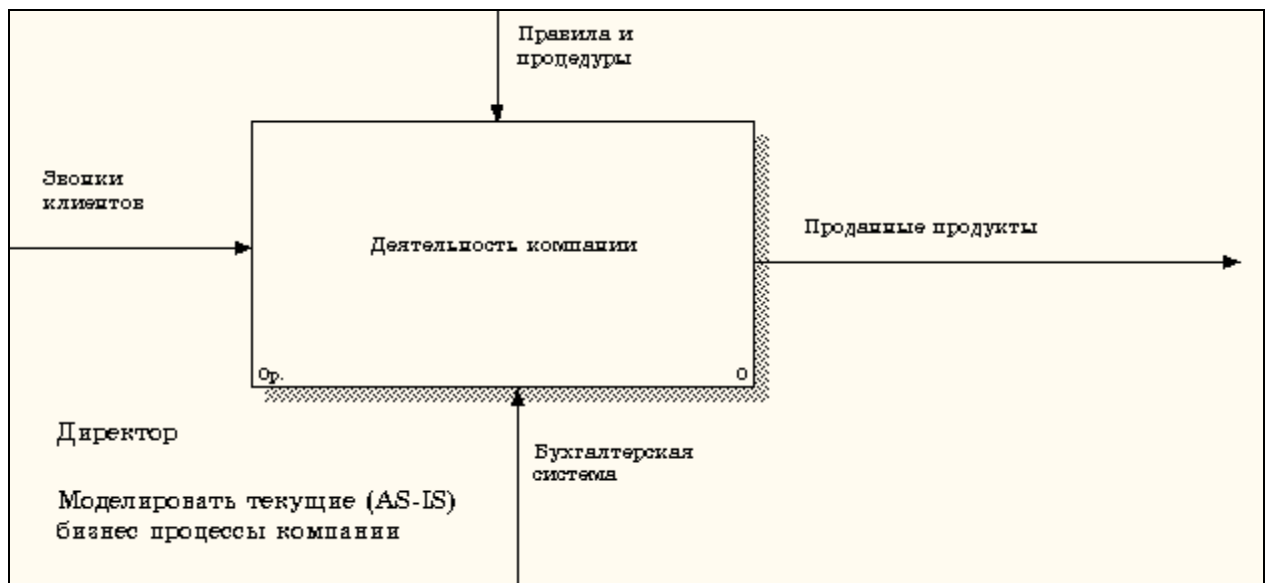 Правила и
процедуры
Звонки
клиентов
Деятельность компании
Проданные продукты
0р.
0
Директор
Бухгалтерская
система
Моделировать текущие (AS-IS)
бизнес процессы компании